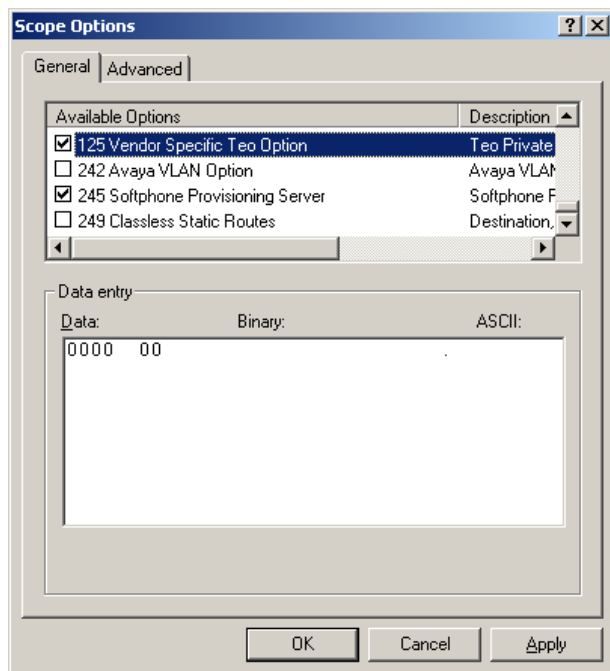 Scope Options
General Advanced
Available Options Description
125 Vendor Specific Teo Option Teo Private
242 Avaya VLAN Option Avaya VLAN
245 Softphone Provisioning Server Softphone P
249 Classless Static Routes Destination,
Data entry
Data: Binary: ASCII:
0000 00 .
OK Cancel Apply